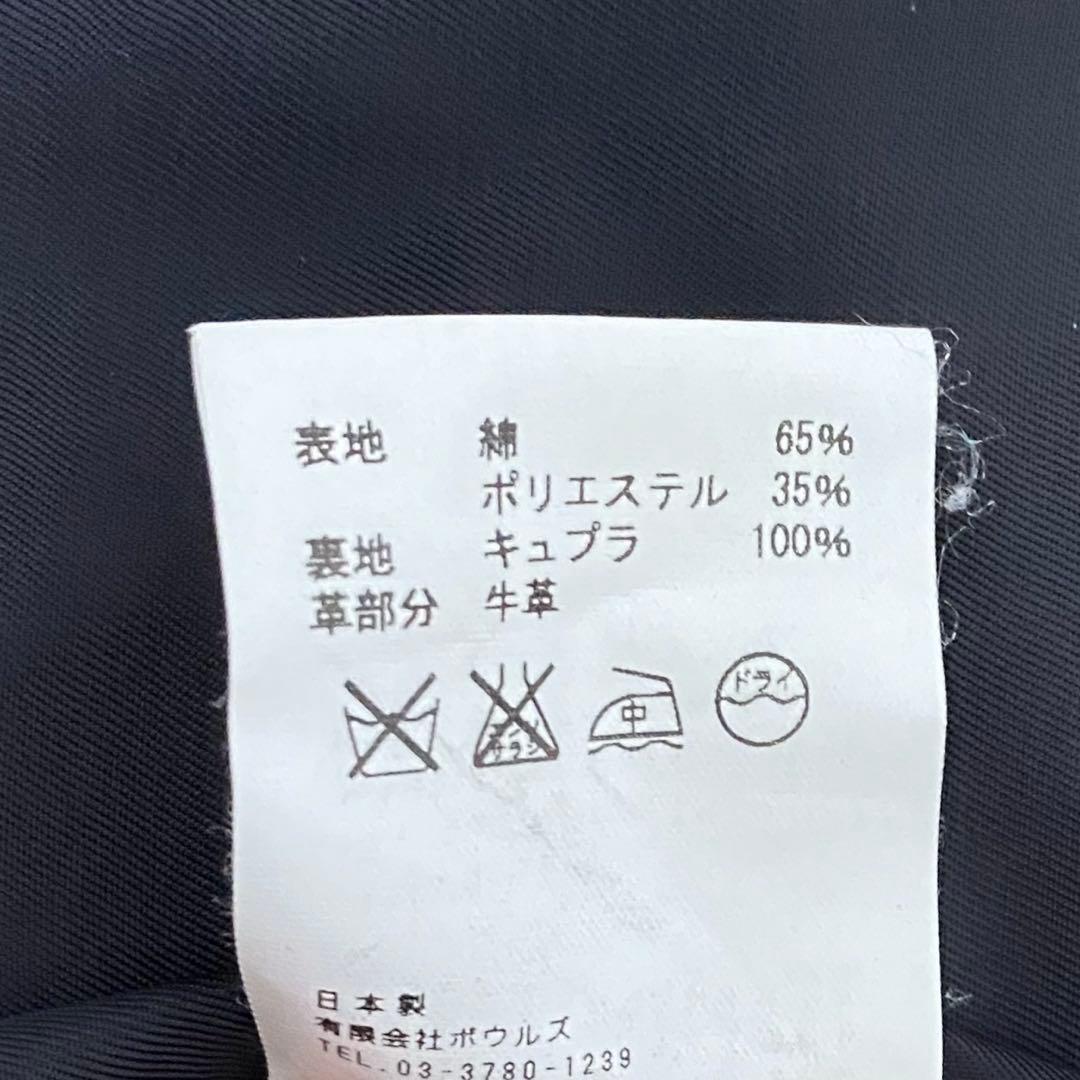 表地 綿 65%
ポリエステル 35%
裏地 キュプラ 100%
革部分 牛革
中 ドライ
日本製
有限会社ボウルズ
TEL.03-3780-1239